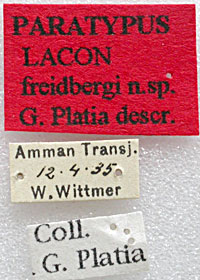 PARATYPUS
LACON
freidbergi n.sp.
G. Platia descr.
Amman Transj.
12.4.35
W. Wittmer
Coll.
G. Platia